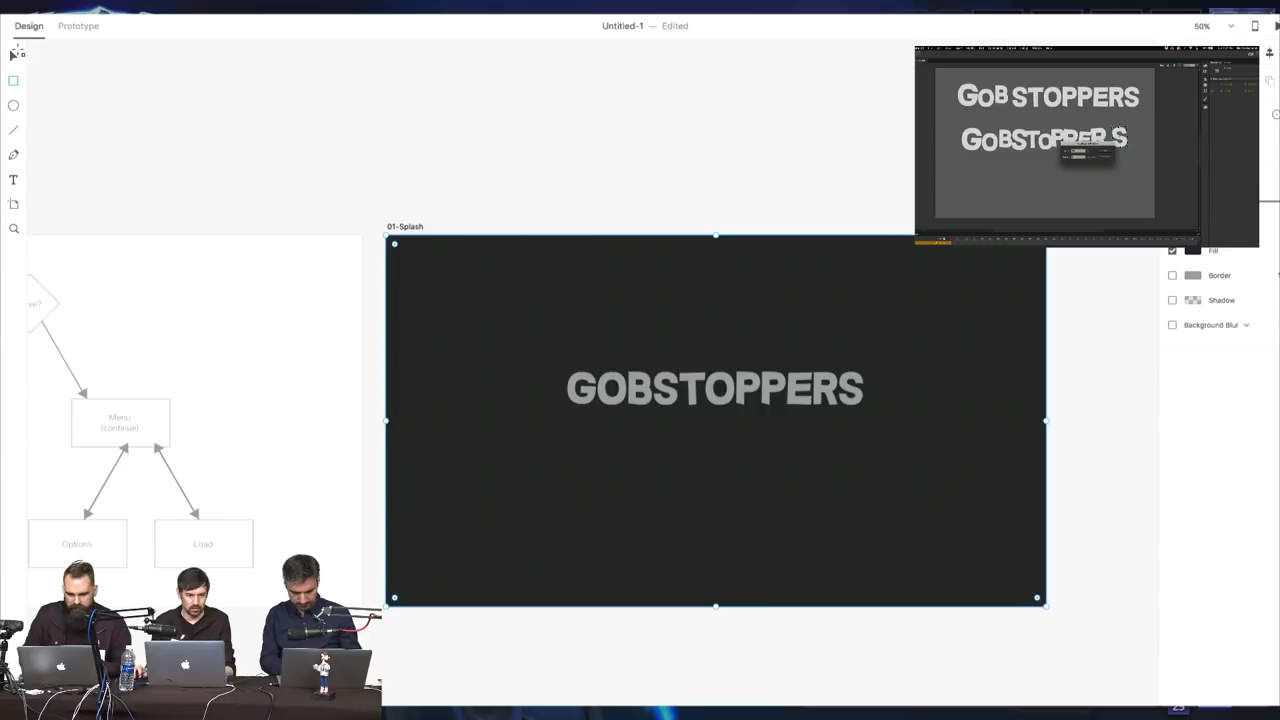 Design
Prototype
Untitled-1 — Edited
50%
GOBSTOPPERS
GOBSTOPPERS
01-Splash
Fill
Border
Shadow
Background Blur
ve?
Menu
(continue)
GOBSTOPPERS
Options
Load